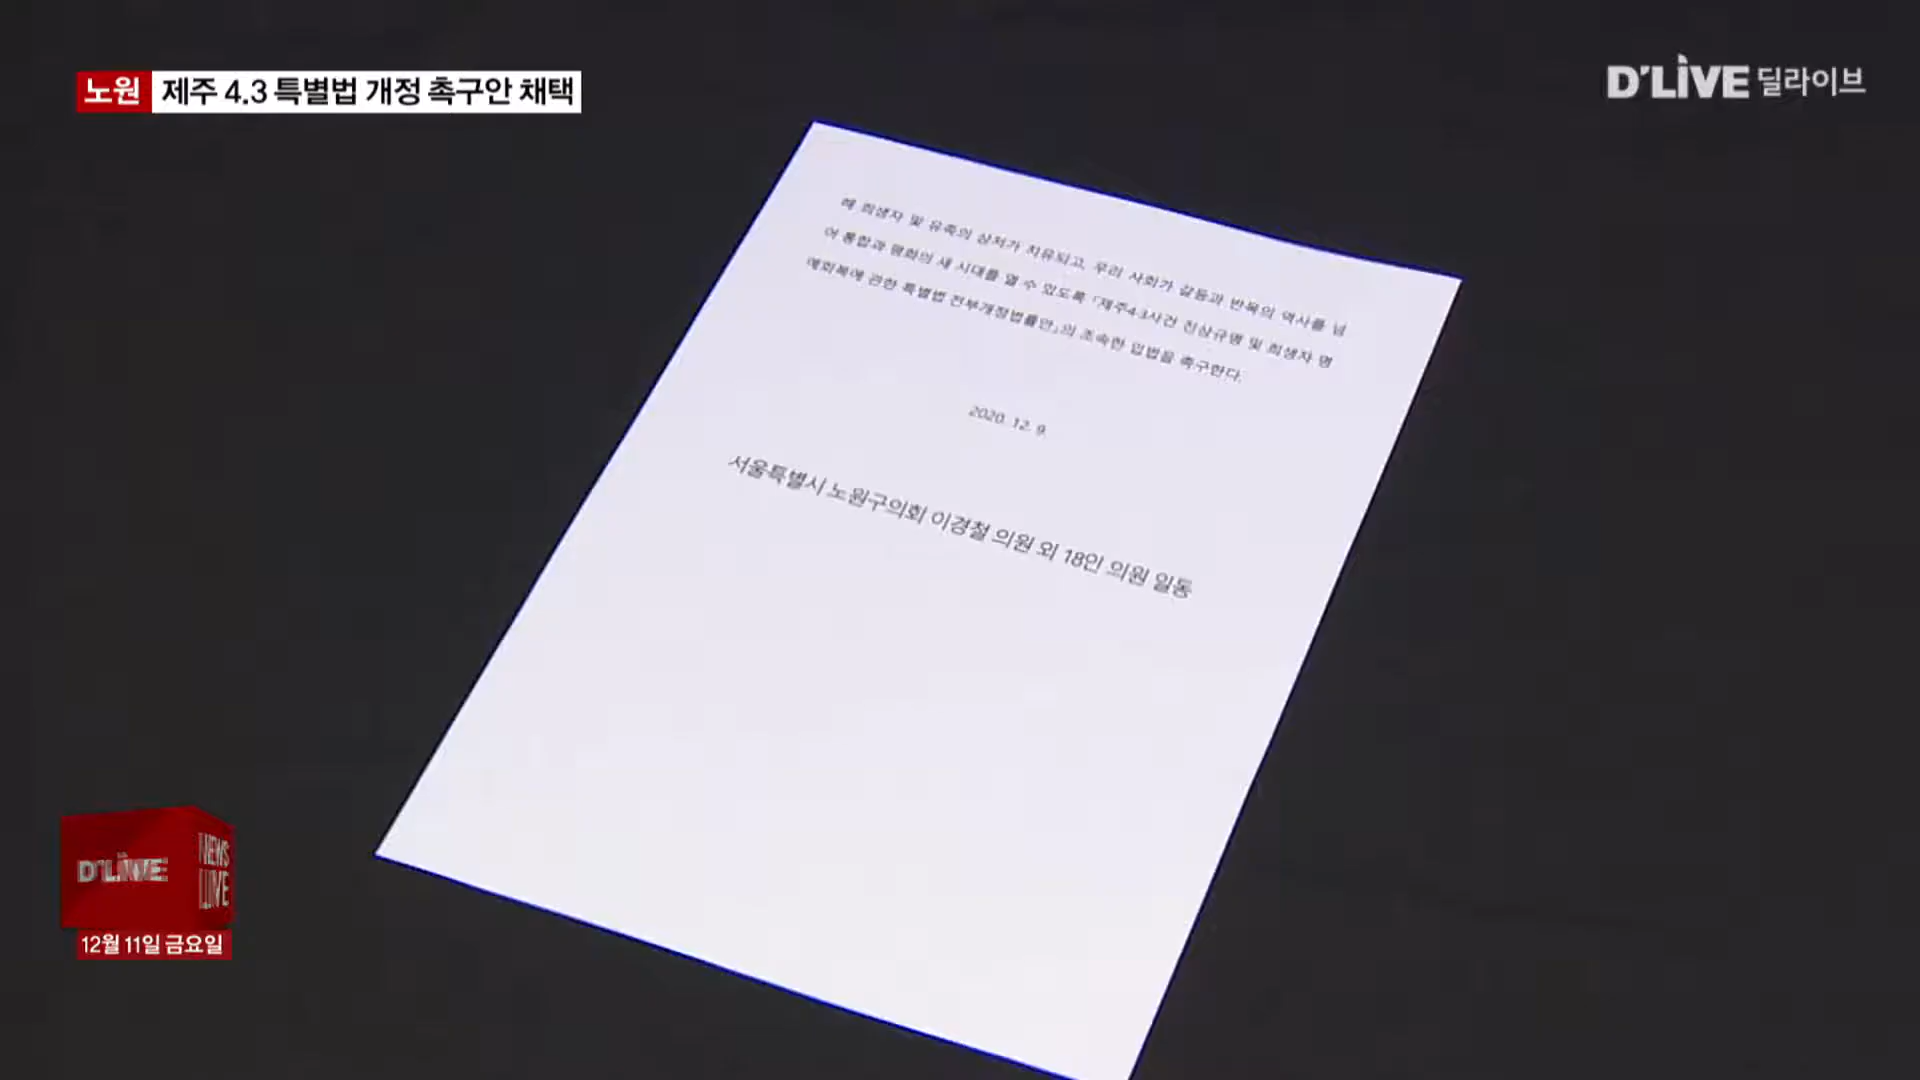 노원 제주 4.3 특별법 개정 촉구안 채택
D'LIVE 딜라이브
해 희생자 및 유족의 상처가 치유되고, 우리 사회가 갈등과 반목의 역사를 넘
어 통합과 평화의 새 시대를 열 수 있도록 「제주4·3사건 진상규명 및 희생자 명
예회복에 관한 특별법 전부개정법률안」의 조속한 입법을 촉구한다.
2020. 12. 9.
서울특별시 노원구의회 이경철 의원 외 18인 의원 일동
D'LIVE
NEWS
LIVE
12월 11일 금요일